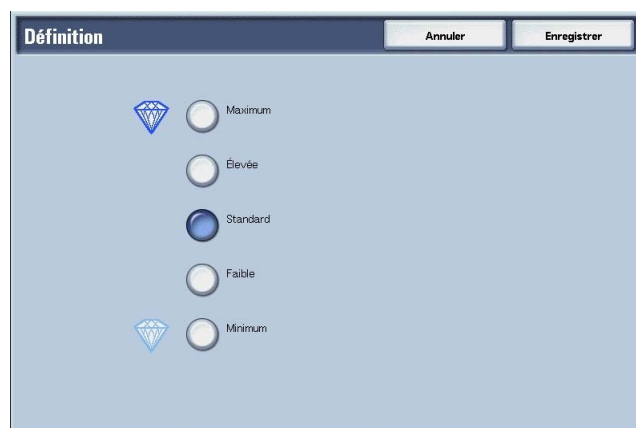 Définition
Annuler
Enregistrer
Maximum
Élevée
Standard
Faible
Minimum